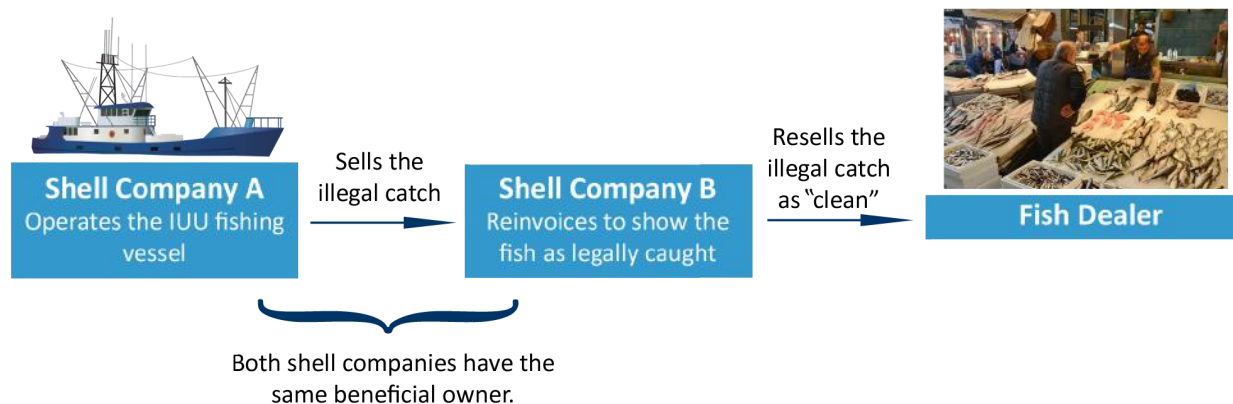 Shell Company A
Operates the IUU fishing
vessel
Sells the
illegal catch
Shell Company B
Reinvoices to show the
fish as legally caught
Resells the
illegal catch
as “clean”
Fish Dealer
Both shell companies have the
same beneficial owner.